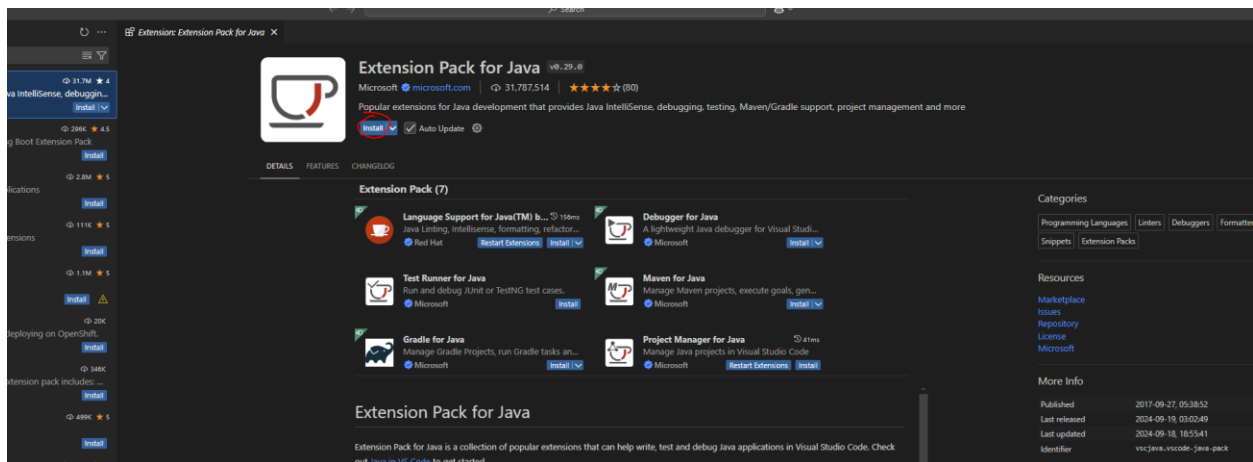 Search
Extension: Extension Pack for Java
31.7M ★ 4
va IntelliSense, debuggin...
Install
296K ★ 4.5
g Boot Extension Pack
Install
2.8M ★ 5
lications
Install
111K ★ 5
ensions
Install
1.1M ★ 5
Install
20K
deploying on OpenShift.
Install
348K
xtension pack includes: ...
Install
499K ★ 5
Install
Extension Pack for Java v0.29.0
Microsoft microsoft.com 31,787,514 (80)
Popular extensions for Java development that provides Java IntelliSense, debugging, testing, Maven/Gradle support, project management and more
Install Auto Update
DETAILS FEATURES CHANGELOG
Extension Pack (7)
Language Support for Java(TM) b... 156ms
Java Linting, Intellisense, formatting, refactor...
Red Hat Restart Extensions Install
Debugger for Java
A lightweight Java debugger for Visual Studi...
Microsoft Install
Test Runner for Java
Run and debug JUnit or TestNG test cases.
Microsoft Install
Maven for Java
Manage Maven projects, execute goals, gen...
Microsoft Install
Gradle for Java
Manage Gradle Projects, run Gradle tasks an...
Microsoft Install
Project Manager for Java 41ms
Manage Java projects in Visual Studio Code
Microsoft Restart Extensions Install
Extension Pack for Java
Extension Pack for Java is a collection of popular extensions that can help write, test and debug Java applications in Visual Studio Code. Check
out Java in VS Code to get started.
Categories
Programming Languages Linters Debuggers Formatte
Snippets Extension Packs
Resources
Marketplace
Issues
Repository
License
Microsoft
More Info
Published 2017-09-27, 05:38:52
Last released 2024-09-19, 03:02:49
Last updated 2024-09-18, 18:55:41
Identifier vscjava.vscode-java-pack